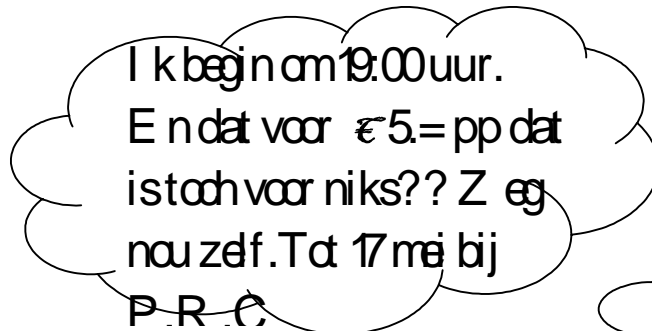 Ik begin om 19:00 uur.
En dat voor € 5.= pp dat
is toch voor niks?? Zeg
nou zelf. Tot 17 mei bij
P.R.C